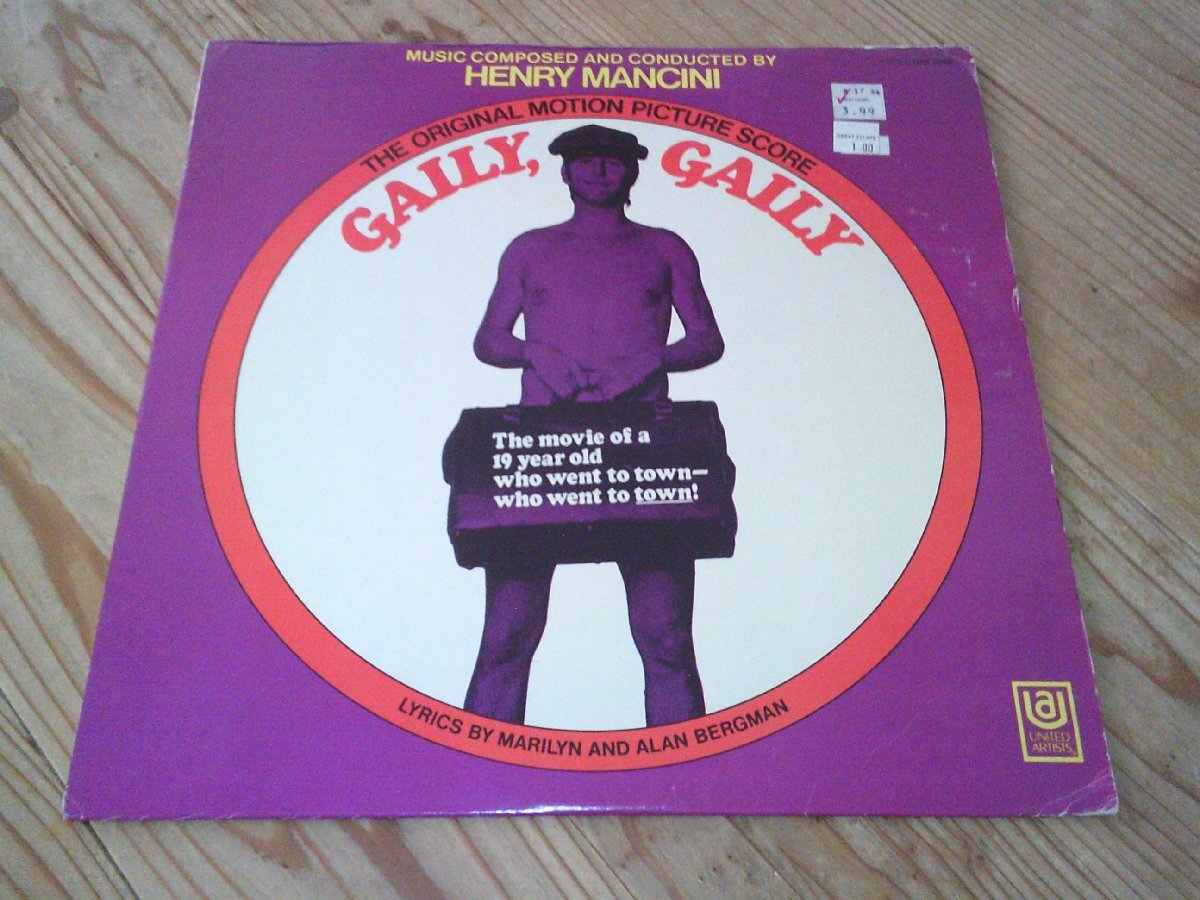 MUSIC COMPOSED AND CONDUCTED BY
HENRY MANCINI
THE ORIGINAL MOTION PICTURE SCORE
GAILY, GAILY
3.99
1.00
The movie of a
19 year old
who went to town—
who went to town!
LYRICS BY MARILYN AND ALAN BERGMAN
UA
UNITED
ARTISTS